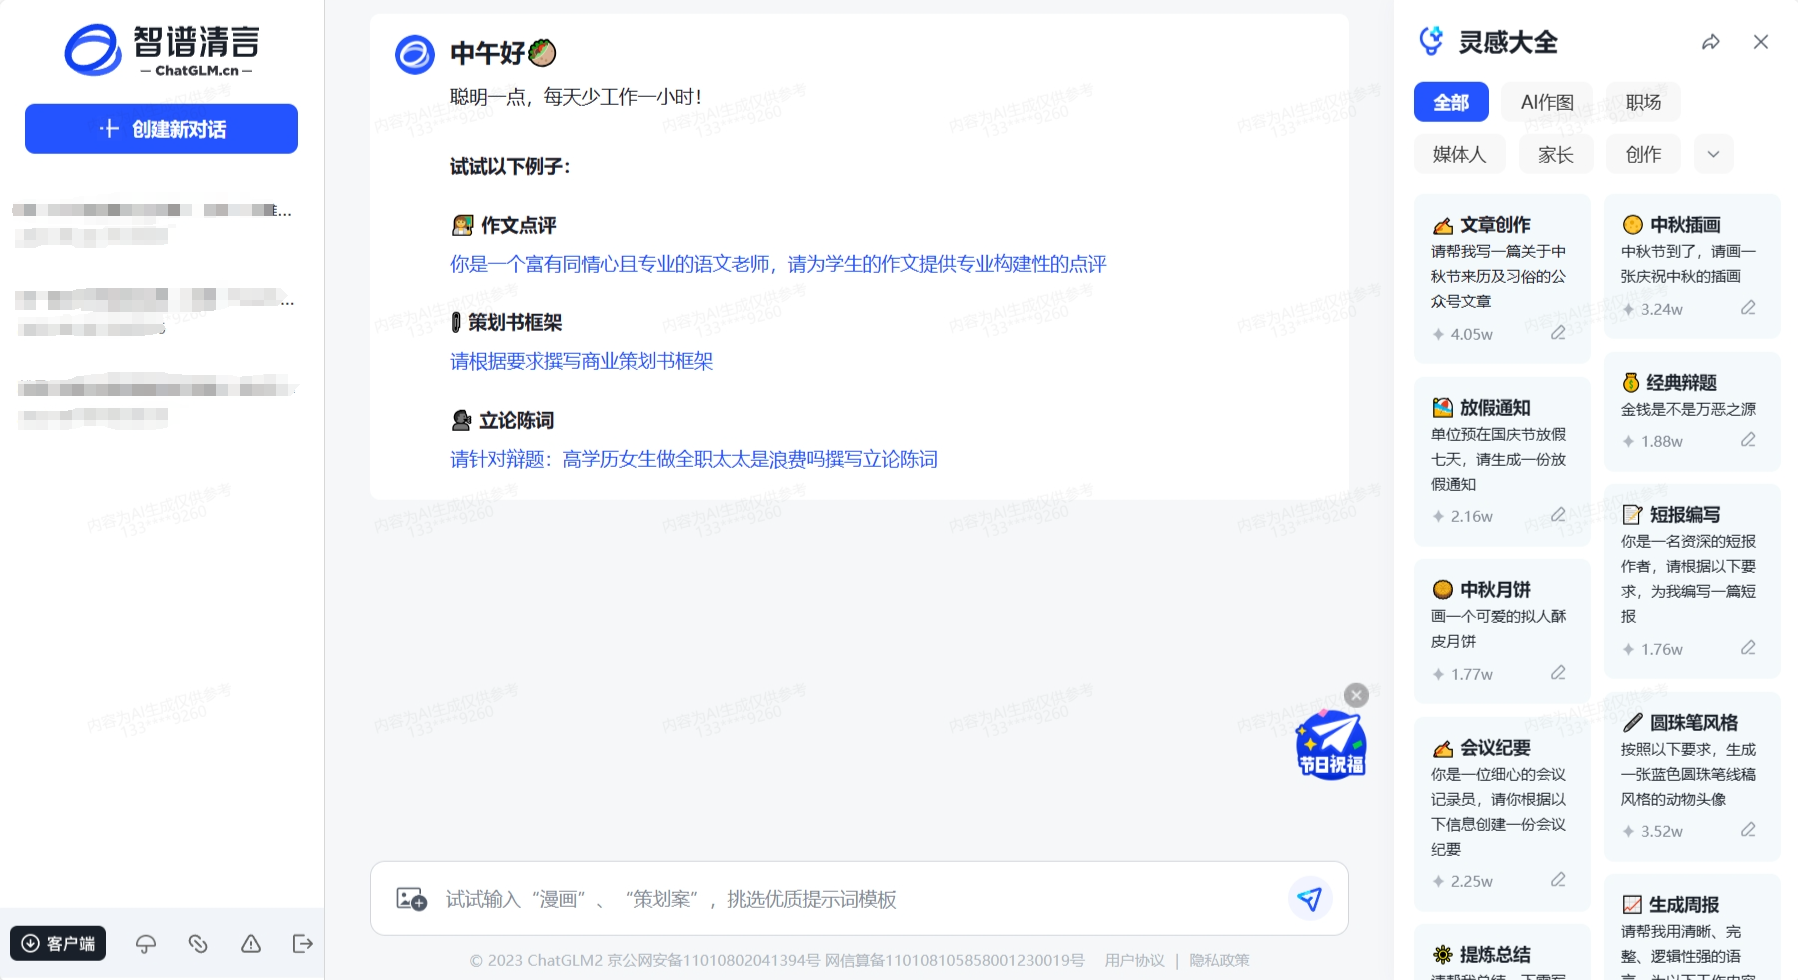 智谱清言
ChatGLM.cn
创建新对话
中午好
聪明一点，每天少工作一小时！
试试以下例子：
作文点评
你是一个富有同情心且专业的语文老师，请为学生的作文提供专业构建性的点评
策划书框架
请根据要求撰写商业策划书框架
立论陈词
请针对辩题：高学历女生做全职太太是浪费吗撰写立论陈词
节日祝福
试试输入“漫画”、“策划案”，挑选优质提示词模板
© 2023 ChatGLM2 京公网安备11010802041394号 网信算备110108105858001230019号 用户协议 | 隐私政策
客户端
灵感大全
全部 AI作图 职场
媒体人 家长 创作
文章创作
请帮我写一篇关于中
秋节来历及习俗的公
众号文章
4.05w
放假通知
单位预在国庆节放假
七天，请生成一份放
假通知
2.16w
中秋月饼
画一个可爱的拟人酥
皮月饼
1.77w
会议纪要
你是一位细心的会议
记录员，请你根据以
下信息创建一份会议
纪要
2.25w
提炼总结
中秋插画
中秋节到了，请画一
张庆祝中秋的插画
3.24w
经典辩题
金钱是不是万恶之源
1.88w
短报编写
你是一名资深的短报
作者，请根据以下要
求，为我编写一篇短
报
1.76w
圆珠笔风格
按照以下要求，生成
一张蓝色圆珠笔线稿
风格的动物头像
3.52w
生成周报
请帮我用清晰、完
整、逻辑性强的语
内容为AI生成仅供参考
133****9260